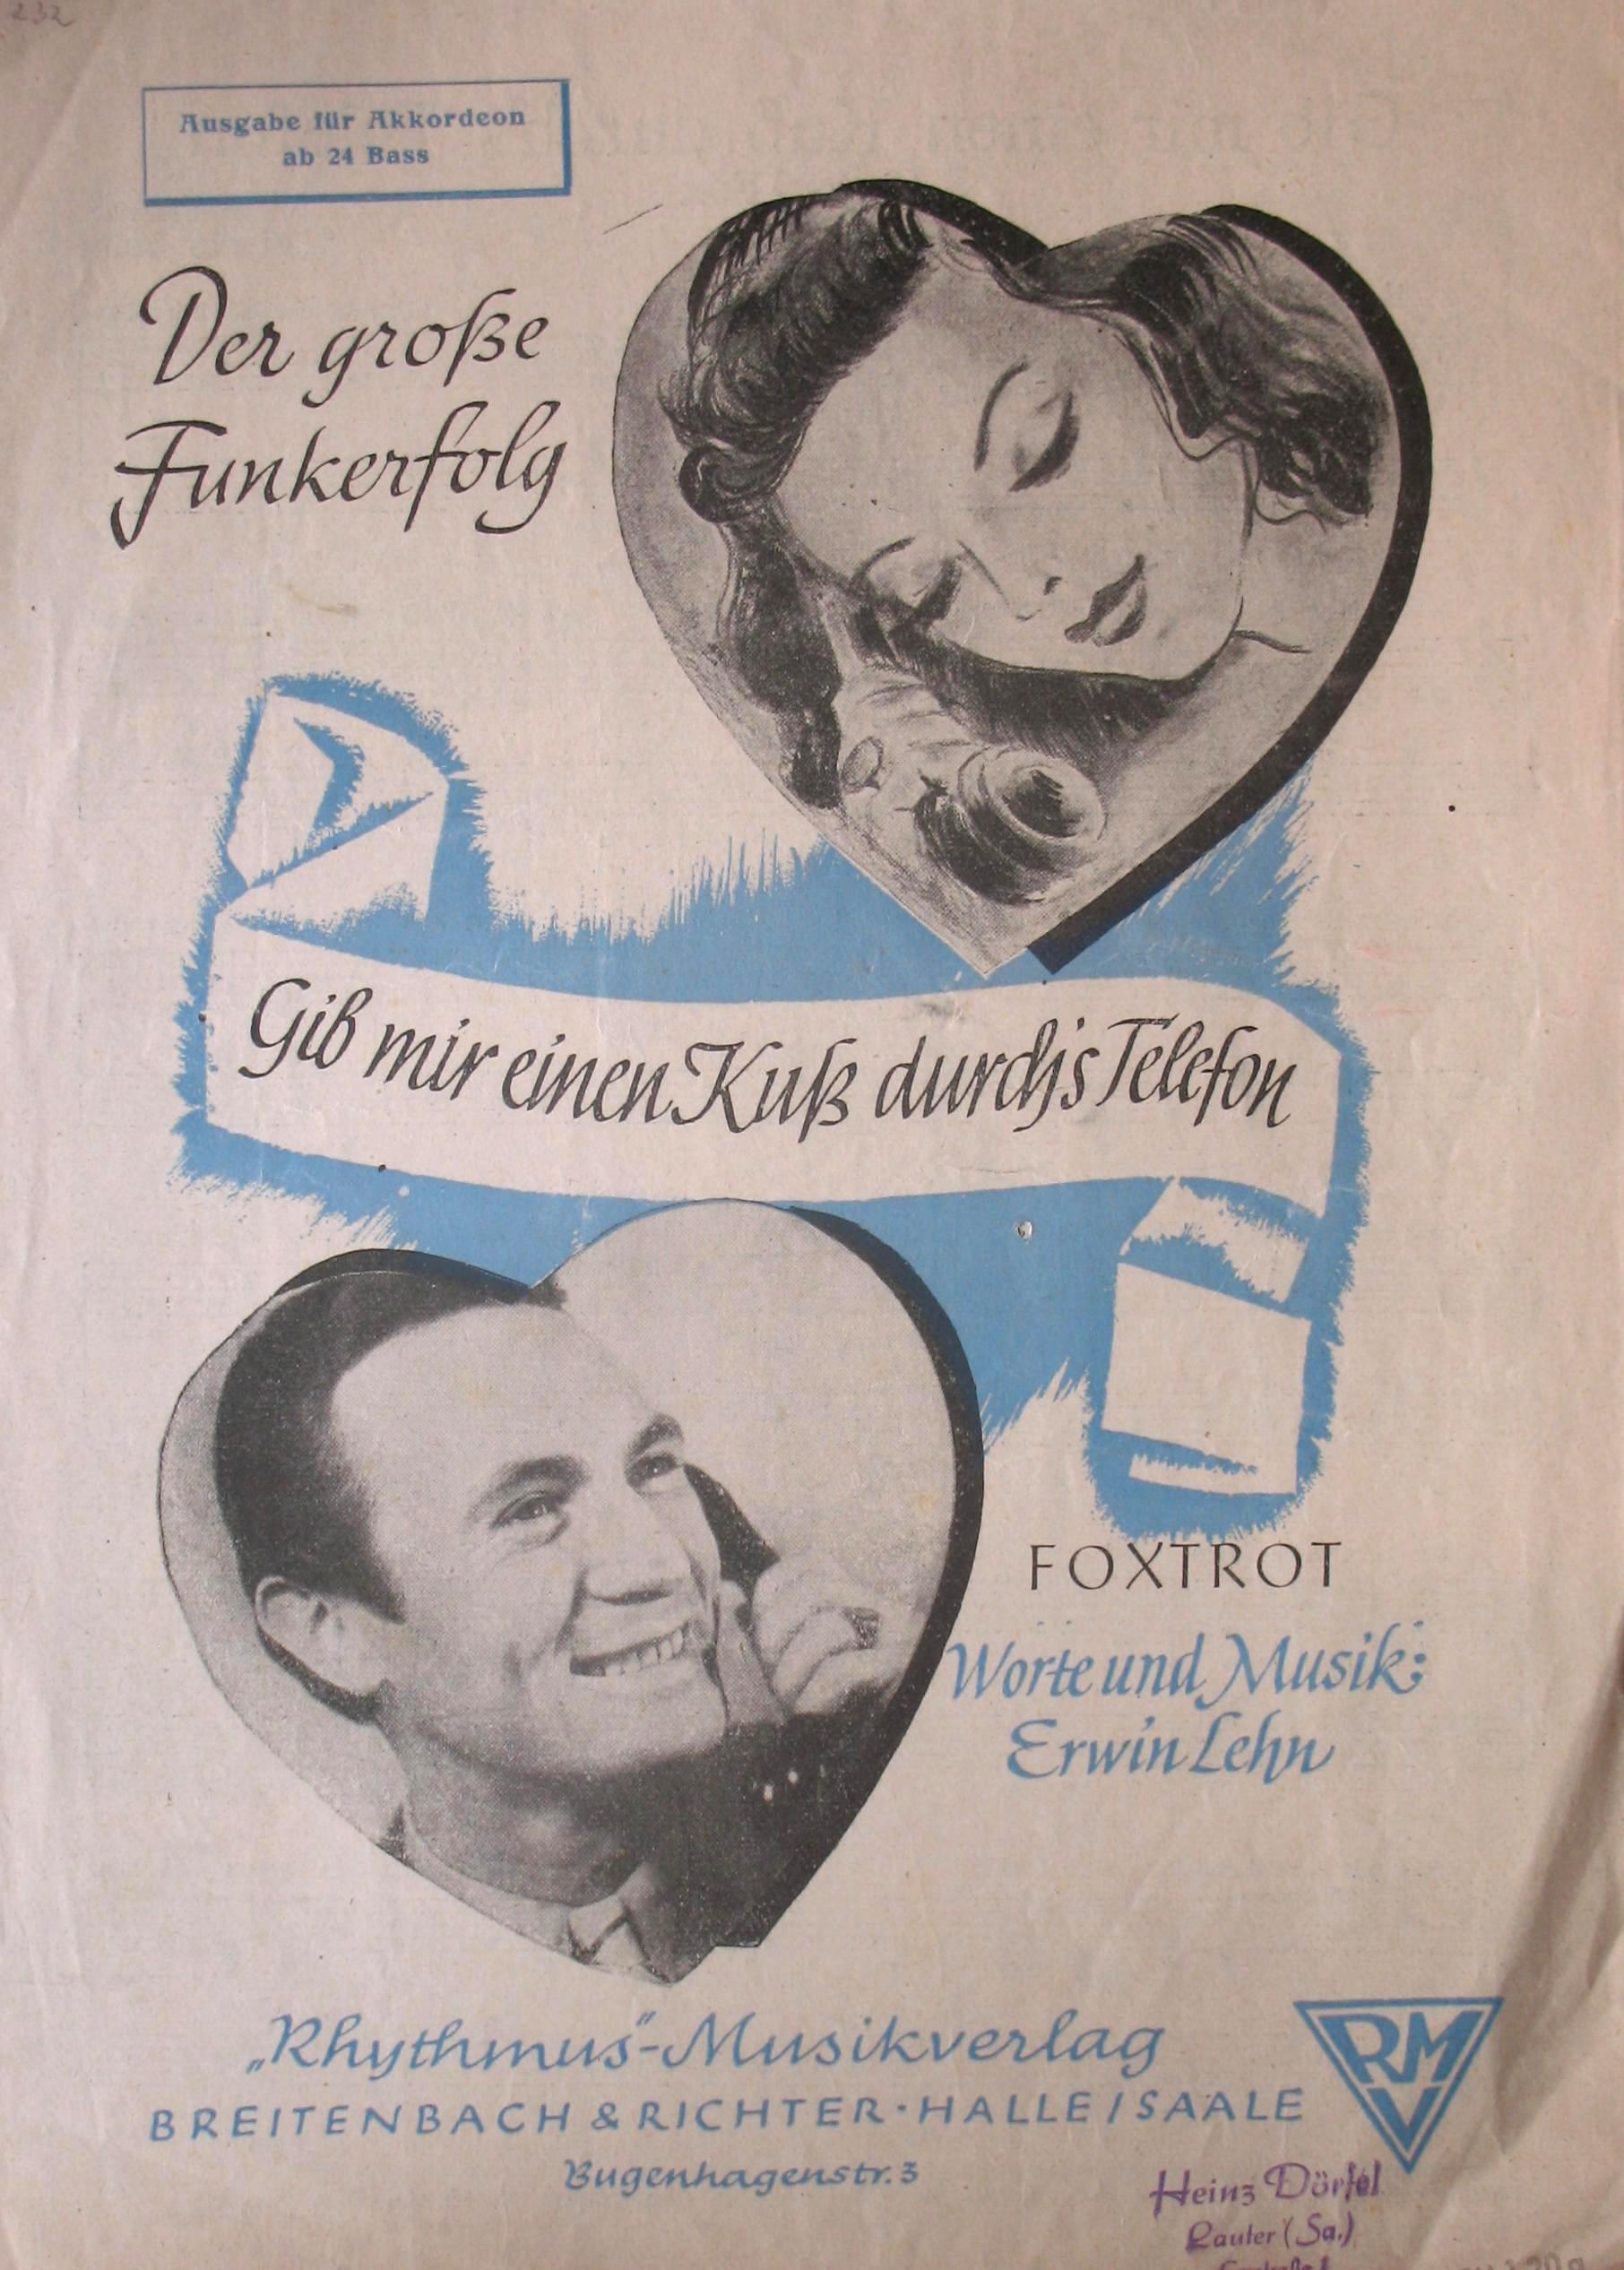 232
Ausgabe für Akkordeon
ab 24 Bass
Der große
Funkerfolg
Gib mir einen Kuß durch's Telefon
FOXTROT
Worte und Musik:
Erwin Lehn
„Rhythmus"-Musikverlag
BREITENBACH & RICHTER · HALLE / SAALE
Bugenhagenstr. 3
RMV
Heinz Dörfel
Lauter (Sa.)